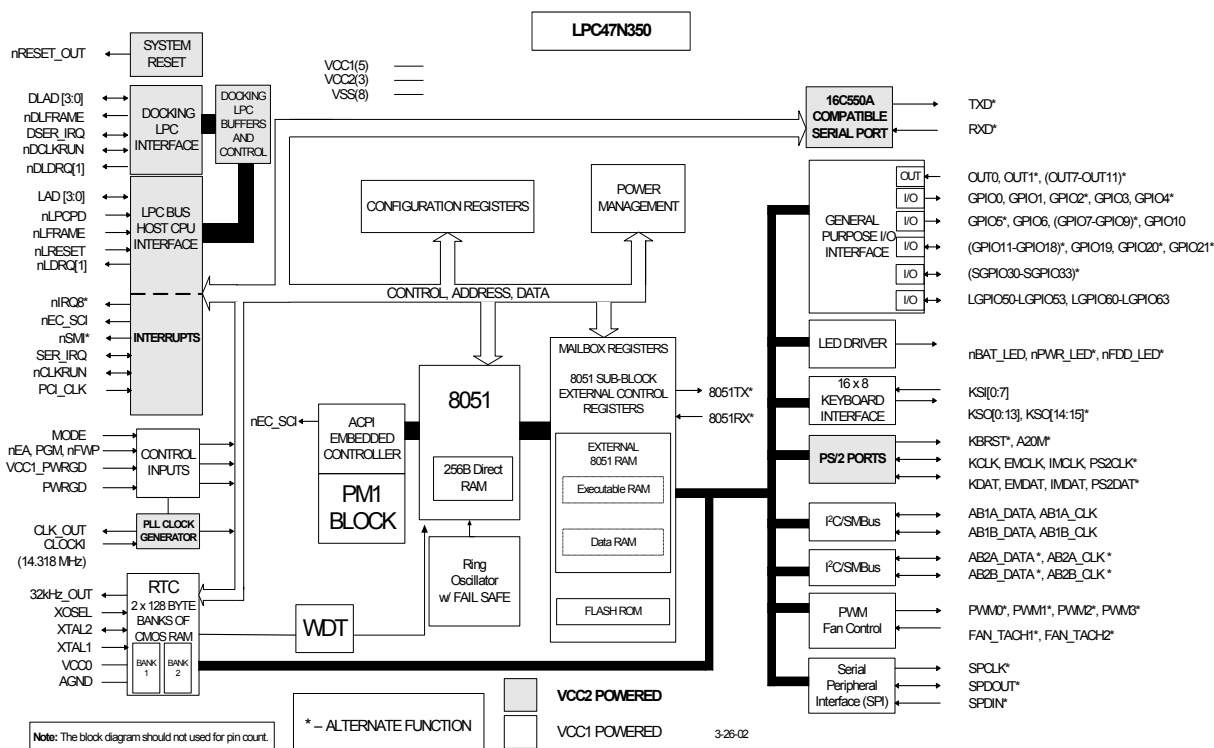 LPC47N350
nRESET_OUT
SYSTEM
RESET
VCC1(5)
VCC2(3)
VSS(8)
DLAD [3:0]
nDLFRAME
DSER_IRQ
nDCLKRUN
nDLDRQ[1]
DOCKING
LPC
INTERFACE
DOCKING
LPC
BUFFERS
AND
CONTROL
16C550A
COMPATIBLE
SERIAL PORT
TXD*
RXD*
LAD [3:0]
nLPCPD
nLFRAME
nLRESET
nLDRQ[1]
LPC BUS
HOST CPU
INTERFACE
CONFIGURATION REGISTERS
POWER
MANAGEMENT
GENERAL
PURPOSE I/O
INTERFACE
OUT
I/O
I/O
I/O
I/O
I/O
OUT0, OUT1*, (OUT7-OUT11)*
GPIO0, GPIO1, GPIO2*, GPIO3, GPIO4*
GPIO5*, GPIO6, (GPIO7-GPIO9)*, GPIO10
(GPIO11-GPIO18)*, GPIO19, GPIO20*, GPIO21*
(SGPIO30-SGPIO33)*
LGPIO50-LGPIO53, LGPIO60-LGPIO63
CONTROL, ADDRESS, DATA
nIRQ8*
nEC_SCI
nSMI*
SER_IRQ
nCLKRUN
PCI_CLK
INTERRUPTS
LED DRIVER
nBAT_LED, nPWR_LED*, nFDD_LED*
16 x 8
KEYBOARD
INTERFACE
KSI[0:7]
KSO[0:13], KSO[14:15]*
MAILBOX REGISTERS
8051 SUB-BLOCK
EXTERNAL CONTROL
REGISTERS
8051TX*
8051RX*
EXTERNAL
8051 RAM
Executable RAM
Data RAM
FLASH ROM
8051
256B Direct
RAM
nEC_SCI
ACPI
EMBEDDED
CONTROLLER
PM1
BLOCK
Ring
Oscillator
w/ FAIL SAFE
MODE
nEA, PGM, nFWP
VCC1_PWRGD
PWRGD
CONTROL
INPUTS
PLL CLOCK
GENERATOR
CLK_OUT
CLOCKI
(14.318 MHz)
PS/2 PORTS
KBRST*, A20M*
KCLK, EMCLK, IMCLK, PS2CLK*
KDAT, EMDAT, IMDAT, PS2DAT*
I²C/SMBus
AB1A_DATA, AB1A_CLK
AB1B_DATA, AB1B_CLK
I²C/SMBus
AB2A_DATA *, AB2A_CLK *
AB2B_DATA *, AB2B_CLK *
PWM
Fan Control
PWM0*, PWM1*, PWM2*, PWM3*
FAN_TACH1*, FAN_TACH2*
Serial
Peripheral
Interface (SPI)
SPCLK*
SPDOUT*
SPDIN*
32kHz_OUT
XOSEL
XTAL2
XTAL1
VCC0
AGND
RTC
2 x 128 BYTE
BANKS OF
CMOS RAM
BANK
1
BANK
2
WDT
VCC2 POWERED
VCC1 POWERED
* – ALTERNATE FUNCTION
3-26-02
Note: The block diagram should not used for pin count.